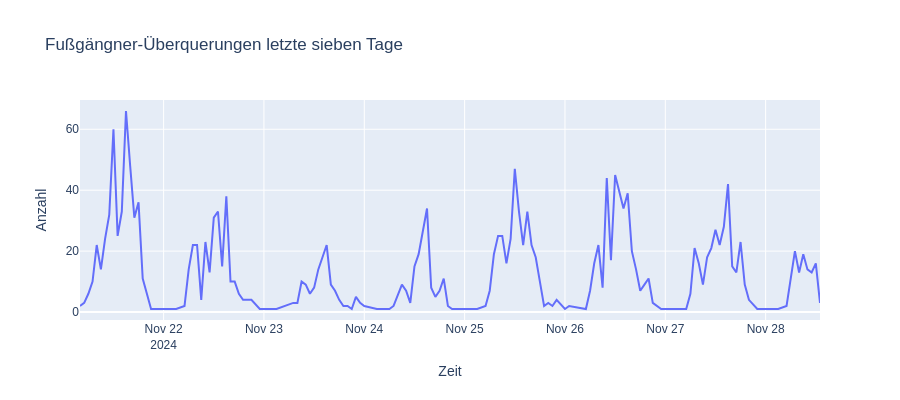 Fußgänger-Überquerungen letzte sieben Tage
Anzahl
60
40
20
0
Nov 22
2024
Nov 23
Nov 24
Nov 25
Nov 26
Nov 27
Nov 28
Zeit